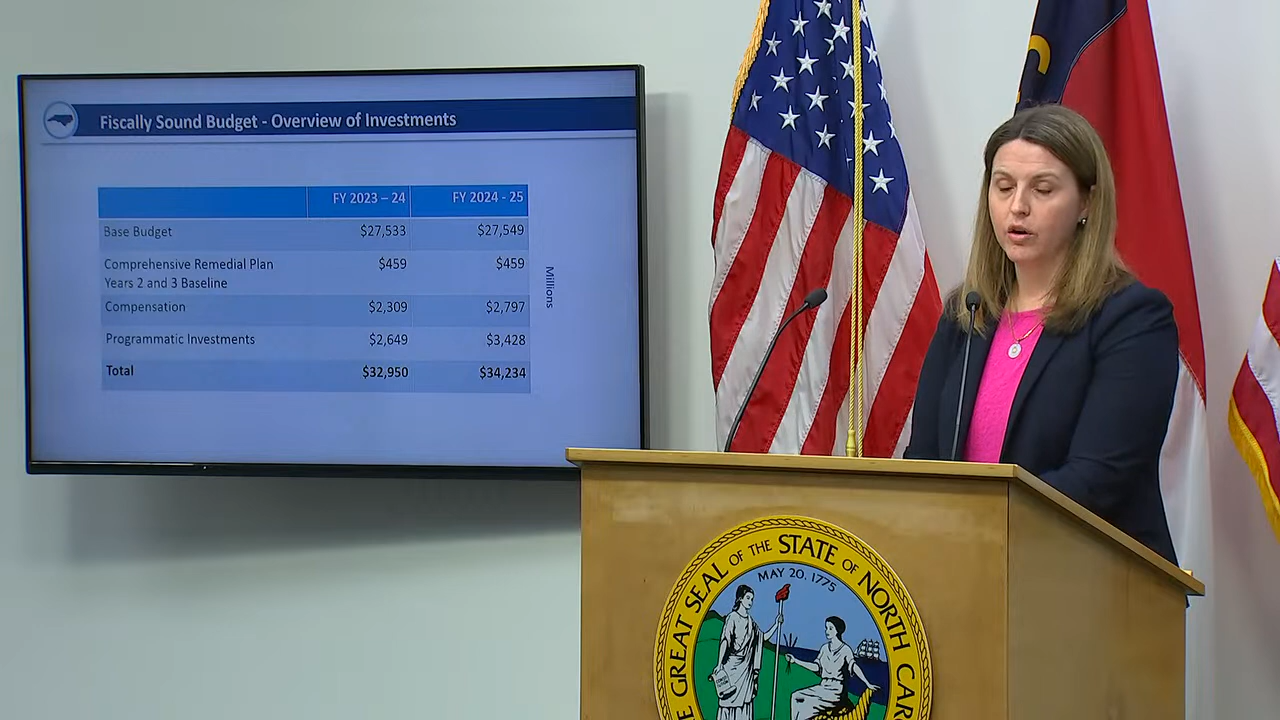 Fiscally Sound Budget - Overview of Investments
FY 2023 – 24 FY 2024 - 25
Base Budget $27,533 $27,549
Comprehensive Remedial Plan
Years 2 and 3 Baseline $459 $459
Compensation $2,309 $2,797
Programmatic Investments $2,649 $3,428
Total $32,950 $34,234
Millions
GREAT SEAL OF THE STATE OF NORTH CAR
MAY 20, 1775